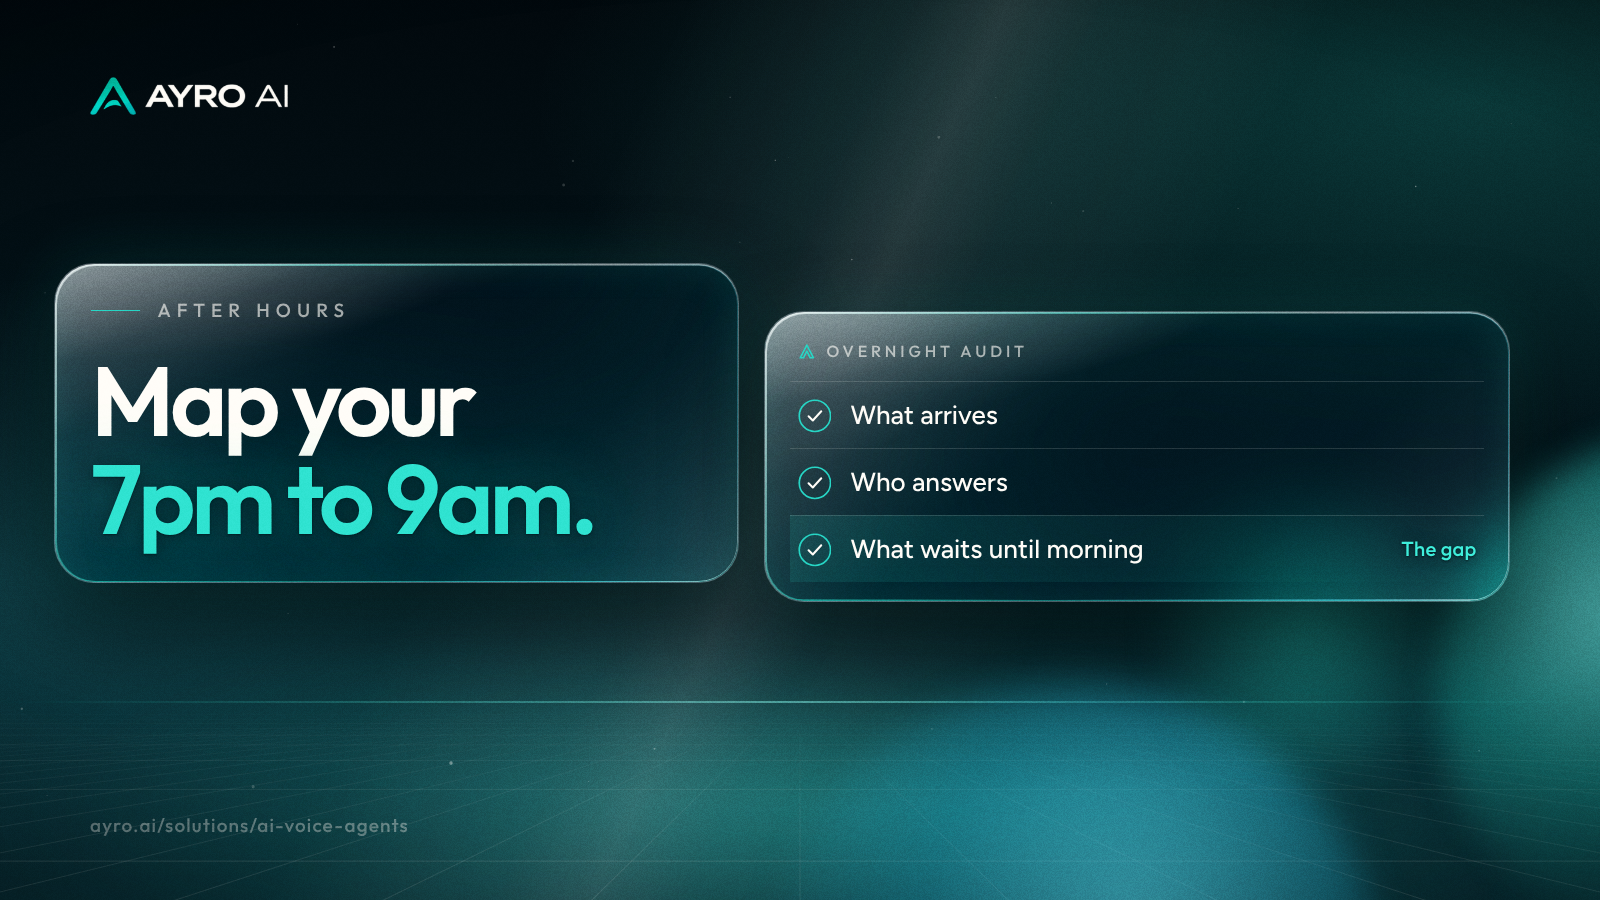 AYRO AI
AFTER HOURS
Map your
7pm to 9am.
OVERNIGHT AUDIT
What arrives
Who answers
What waits until morning
The gap
ayro.ai/solutions/ai-voice-agents